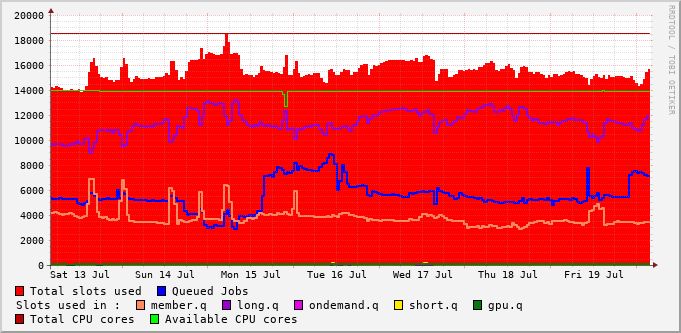 20000
18000
16000
14000
12000
10000
8000
6000
4000
2000
0
Sat 13 Jul Sun 14 Jul Mon 15 Jul Tue 16 Jul Wed 17 Jul Thu 18 Jul Fri 19 Jul
Total slots used Queued Jobs
Slots used in : member.q long.q ondemand.q short.q gpu.q
Total CPU cores Available CPU cores
RRDTOOL / TOBI OETIKER